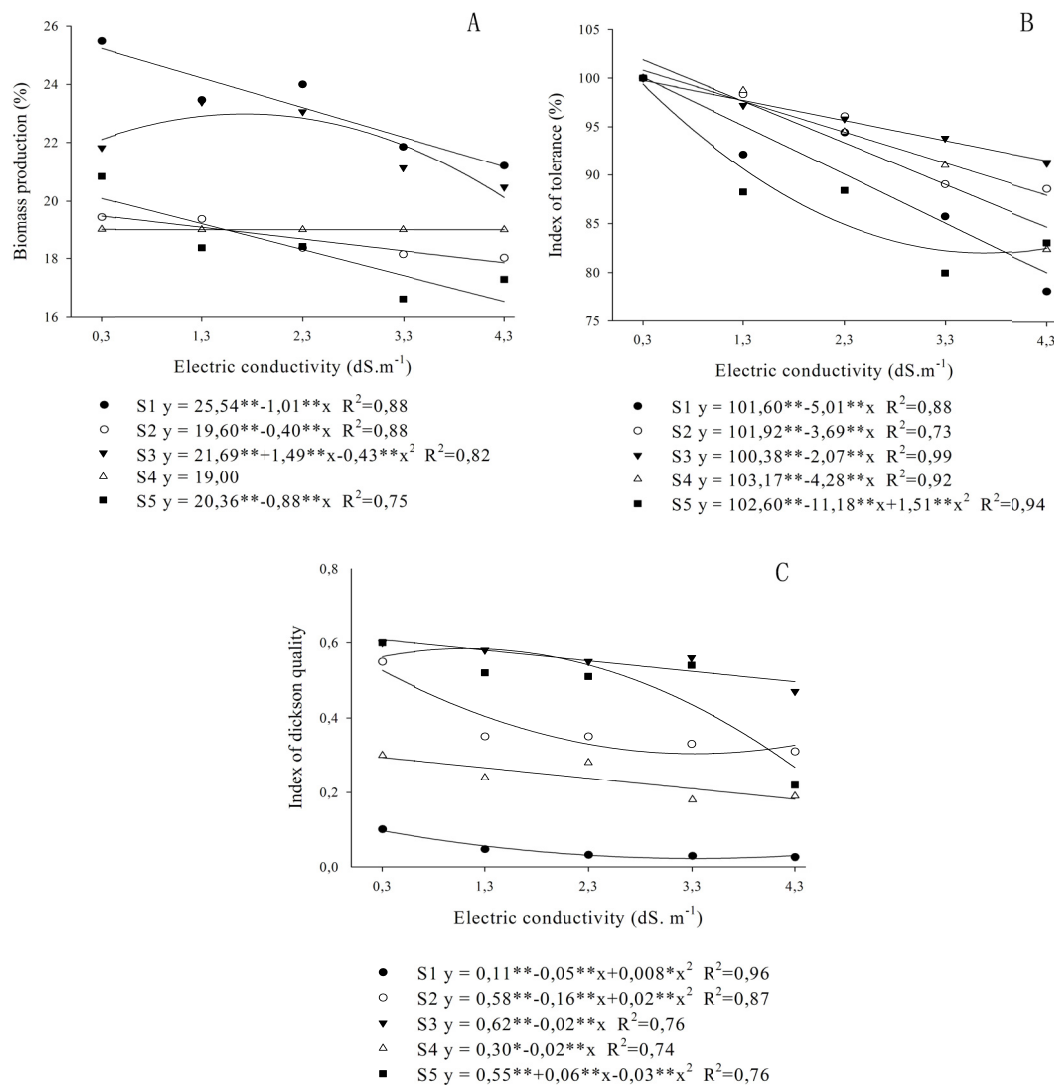 A
Biomass production (%)
26
24
22
20
18
16
0,3 1,3 2,3 3,3 4,3
Electric conductivity (dS.m⁻¹)
S1 y = 25,54**-1,01**x R²=0,88
S2 y = 19,60**-0,40**x R²=0,88
S3 y = 21,69**+1,49**x-0,43**x² R²=0,82
S4 y = 19,00
S5 y = 20,36**-0,88**x R²=0,75
B
Index of tolerance (%)
105
100
95
90
85
80
75
0,3 1,3 2,3 3,3 4,3
Electric conductivity (dS.m⁻¹)
S1 y = 101,60**-5,01**x R²=0,88
S2 y = 101,92**-3,69**x R²=0,73
S3 y = 100,38**-2,07**x R²=0,99
S4 y = 103,17**-4,28**x R²=0,92
S5 y = 102,60**-11,18**x+1,51**x² R²=0,94
C
Index of dickson quality
0,8
0,6
0,4
0,2
0,0
0,3 1,3 2,3 3,3 4,3
Electric conductivity (dS. m⁻¹)
S1 y = 0,11**-0,05**x+0,008*x² R²=0,96
S2 y = 0,58**-0,16**x+0,02**x² R²=0,87
S3 y = 0,62**-0,02**x R²=0,76
S4 y = 0,30*-0,02**x R²=0,74
S5 y = 0,55**+0,06**x-0,03**x² R²=0,76